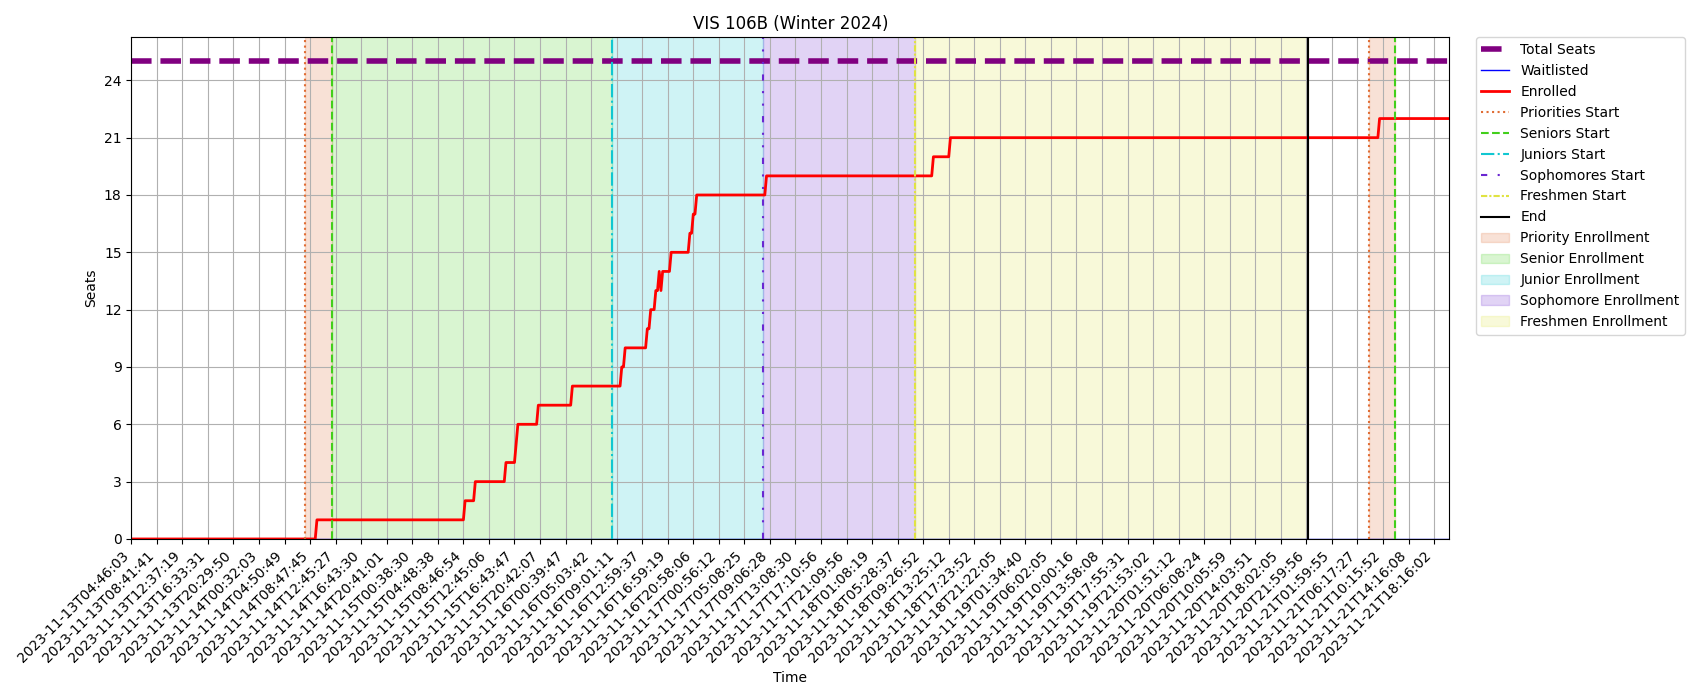 VIS 106B (Winter 2024)
Seats
24
21
18
15
12
9
6
3
0
2023-11-13T04:46:03
2023-11-13T08:41:41
2023-11-13T12:37:19
2023-11-13T16:33:31
2023-11-13T20:29:50
2023-11-14T00:32:03
2023-11-14T04:50:49
2023-11-14T08:47:45
2023-11-14T12:45:27
2023-11-14T16:43:30
2023-11-14T20:41:01
2023-11-15T00:38:30
2023-11-15T04:48:38
2023-11-15T08:46:54
2023-11-15T12:45:06
2023-11-15T16:43:47
2023-11-15T20:42:07
2023-11-16T00:39:47
2023-11-16T05:03:42
2023-11-16T09:01:11
2023-11-16T12:59:37
2023-11-16T16:59:19
2023-11-16T20:58:06
2023-11-17T00:56:12
2023-11-17T05:08:25
2023-11-17T09:06:28
2023-11-17T13:08:30
2023-11-17T17:10:56
2023-11-17T21:09:56
2023-11-18T01:08:19
2023-11-18T05:28:37
2023-11-18T09:26:52
2023-11-18T13:25:12
2023-11-18T17:23:52
2023-11-18T21:22:05
2023-11-19T01:34:40
2023-11-19T06:02:05
2023-11-19T10:00:16
2023-11-19T13:58:08
2023-11-19T17:55:31
2023-11-19T21:53:02
2023-11-20T01:51:12
2023-11-20T06:08:24
2023-11-20T10:05:59
2023-11-20T14:03:51
2023-11-20T18:02:05
2023-11-20T21:59:56
2023-11-21T01:59:55
2023-11-21T06:17:27
2023-11-21T10:15:52
2023-11-21T14:16:08
2023-11-21T18:16:02
Time
Total Seats
Waitlisted
Enrolled
Priorities Start
Seniors Start
Juniors Start
Sophomores Start
Freshmen Start
End
Priority Enrollment
Senior Enrollment
Junior Enrollment
Sophomore Enrollment
Freshmen Enrollment